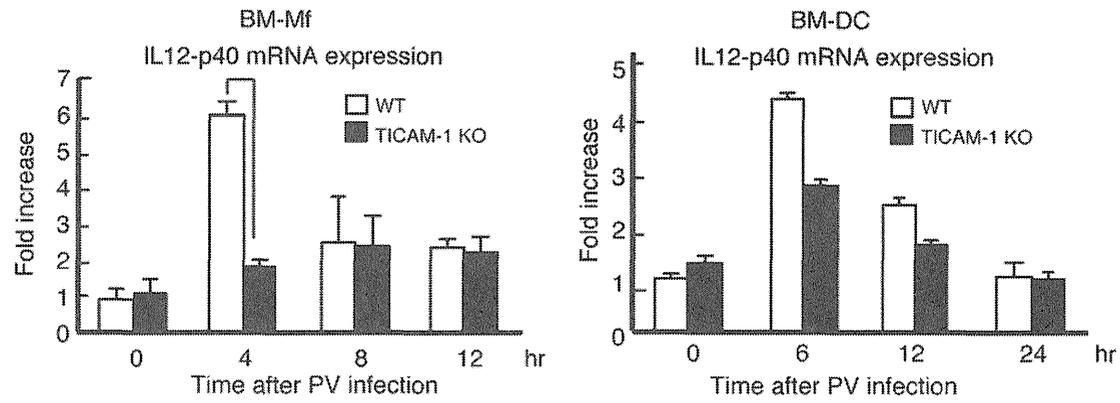 BM-Mf
IL12-p40 mRNA expression
7
6
5
4
3
2
1
0
Fold increase
WT
TICAM-1 KO
0 4 8 12 hr
Time after PV infection
BM-DC
IL12-p40 mRNA expression
5
4
3
2
1
0
Fold increase
WT
TICAM-1 KO
0 6 12 24 hr
Time after PV infection